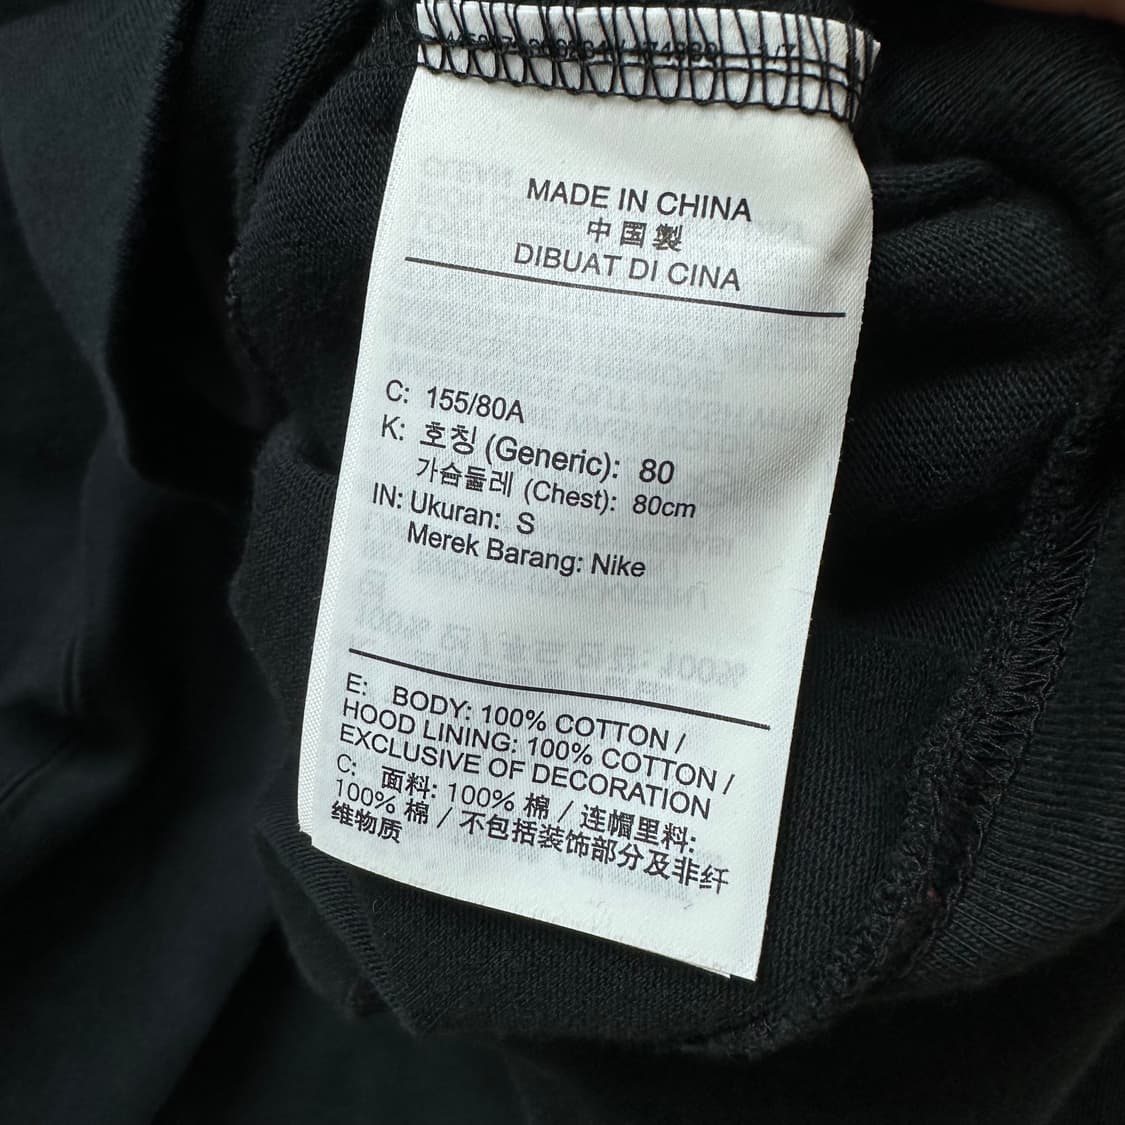 MADE IN CHINA
中国製
DIBUAT DI CINA
C: 155/80A
K: 호칭 (Generic): 80
가슴둘레 (Chest): 80cm
IN: Ukuran: S
Merek Barang: Nike
E: BODY: 100% COTTON /
HOOD LINING: 100% COTTON /
EXCLUSIVE OF DECORATION
C: 面料: 100% 棉 / 连帽里料:
100% 棉 / 不包括装饰部分及非纤
维物质